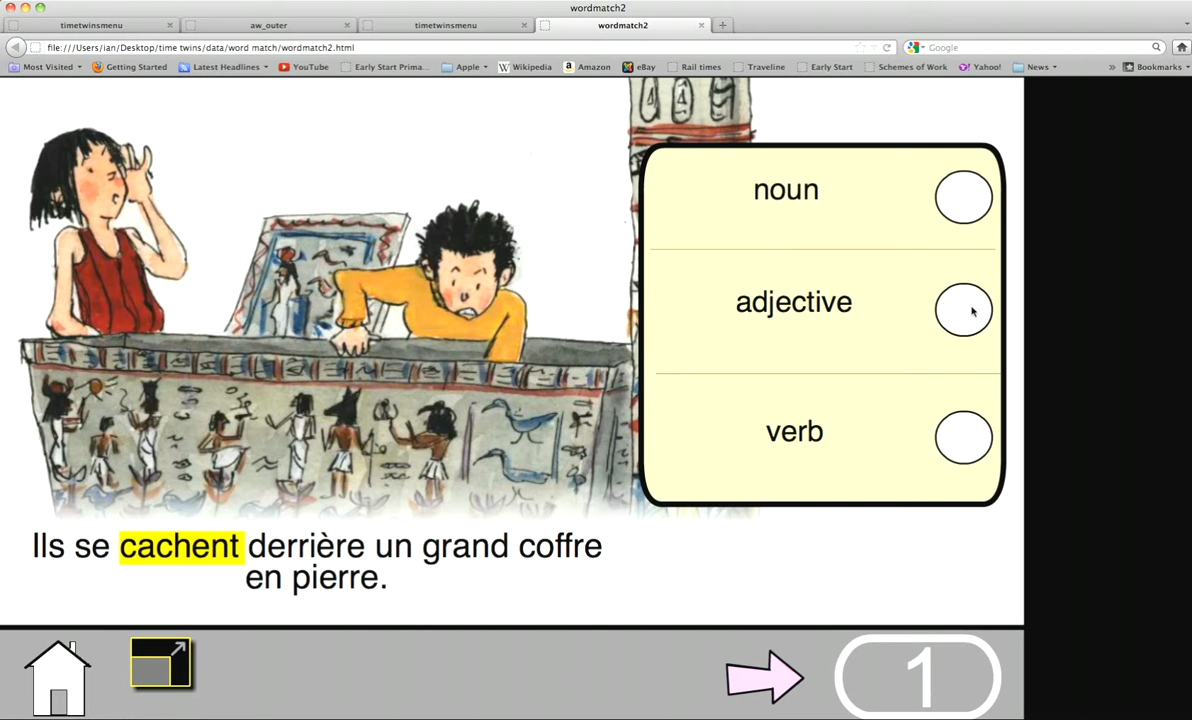 wordmatch2
timetwinsmenu
aw_outer
timetwinsmenu
wordmatch2
file:///Users/ian/Desktop/time twins/data/word match/wordmatch2.html
Google
Most Visited
Getting Started
Latest Headlines
YouTube
Early Start Prima...
Apple
Wikipedia
Amazon
eBay
Rail times
Traveline
Early Start
Schemes of Work
Yahoo!
News
»
Bookmarks
noun
adjective
verb
Ils se cachent derrière un grand coffre
en pierre.
1